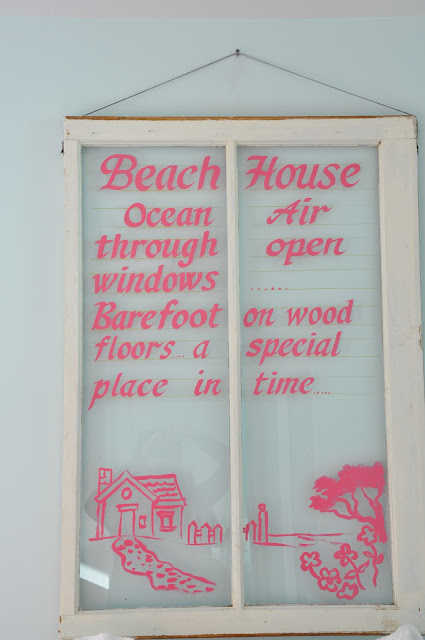 Beach House
Ocean Air
through open
windows ......
Barefoot on wood
floors.... a special
place in time.....